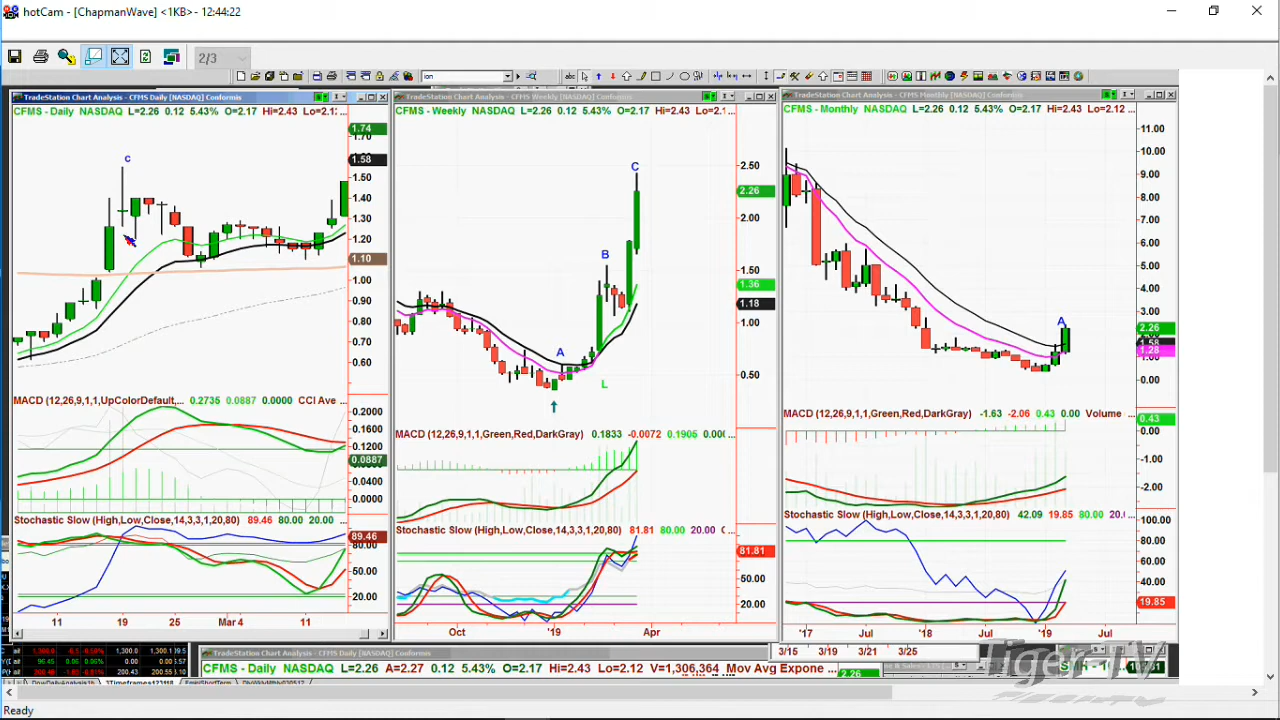 hotCam - [ChapmanWave] <1KB> - 12:44:22
2/3
ion
abc
TradeStation Chart Analysis - CFMS Daily [NASDAQ] Conformis
CFMS - Daily NASDAQ L=2.26 0.12 5.43% O=2.17 Hi=2.43 Lo=2.1:
1.74
1.70
1.58
1.50
1.30
1.20
1.10
1.00
0.90
0.80
0.70
0.60
c
MACD (12,26,9,1,1,UpColorDefault,... 0.2735 0.0887 0.0000 CCI Ave
0.2000
0.1600
0.1200
0.0887
0.0400
0.0000
Stochastic Slow (High,Low,Close,14,3,3,1,20,80) 89.46 80.00 20.00
89.46
80.00
20.00
11 19 25 Mar 4 11
TradeStation Chart Analysis - CFMS Weekly [NASDAQ] Conformis
CFMS - Weekly NASDAQ L=2.26 0.12 5.43% O=2.17 Hi=2.43 Lo=2...
C
2.50
2.26
2.00
B
1.50
1.36
1.18
1.00
A
0.50
L
MACD (12,26,9,1,1,Green,Red,DarkGray) 0.1833 -0.0072 0.1905 0.00(
Stochastic Slow (High,Low,Close,14,3,3,1,20,80) 81.81 80.00 20.00
81.81
50.00
20.00
Oct '19 Apr
TradeStation Chart Analysis - CFMS Monthly [NASDAQ] Conformis
CFMS - Monthly NASDAQ L=2.26 0.12 5.43% O=2.17 Hi=2.43 Lo=2.12 ...
11.00
10.00
9.00
8.00
7.00
6.00
5.00
4.00
3.00
A
2.26
1.58
1.28
0.00
MACD (12,26,9,1,1,Green,Red,DarkGray) -1.63 -2.06 0.43 0.00 Volume ...
0.43
0.00
-1.00
-2.00
Stochastic Slow (High,Low,Close,14,3,3,1,20,80) 42.09 19.85 80.00 20.
100.00
80.00
60.00
40.00
19.85
'17 Jul '18 Jul '19 Jul
3/15 3/19 3/21 3/25
TradeStation Chart Analysis - CFMS Daily [NASDAQ] Conformis
CFMS - Daily NASDAQ L=2.26 A=2.27 0.12 5.43% O=2.17 Hi=2.43 Lo=2.12 V=1,306,364 Mov Avg Expone ...
2.26
Tiger-TV
Ready